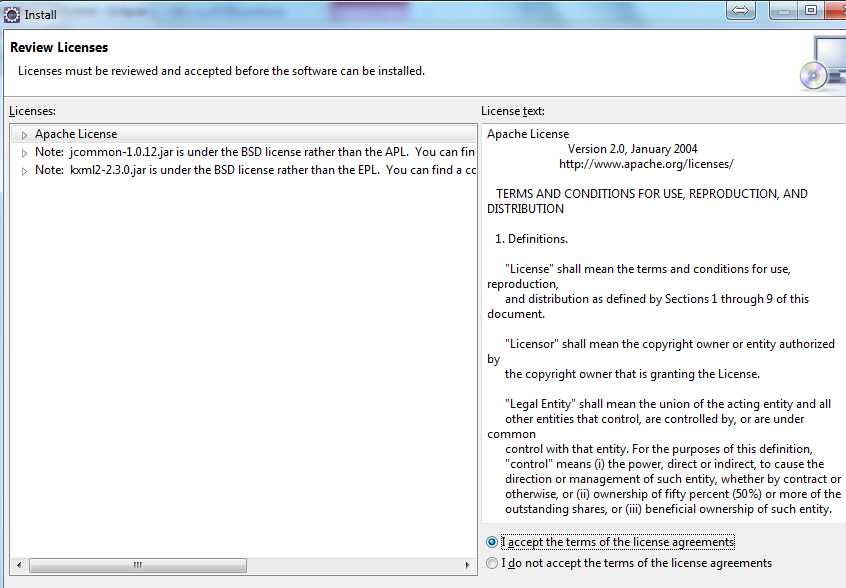 Install
Review Licenses
Licenses must be reviewed and accepted before the software can be installed.
Licenses:
Apache License
Note: jcommon-1.0.12.jar is under the BSD license rather than the APL. You can fin
Note: kxml2-2.3.0.jar is under the BSD license rather than the EPL. You can find a co
License text:
Apache License
Version 2.0, January 2004
http://www.apache.org/licenses/
TERMS AND CONDITIONS FOR USE, REPRODUCTION, AND
DISTRIBUTION
1. Definitions.
"License" shall mean the terms and conditions for use,
reproduction,
and distribution as defined by Sections 1 through 9 of this
document.
"Licensor" shall mean the copyright owner or entity authorized
by
the copyright owner that is granting the License.
"Legal Entity" shall mean the union of the acting entity and all
other entities that control, are controlled by, or are under
common
control with that entity. For the purposes of this definition,
"control" means (i) the power, direct or indirect, to cause the
direction or management of such entity, whether by contract or
otherwise, or (ii) ownership of fifty percent (50%) or more of the
outstanding shares, or (iii) beneficial ownership of such entity.
I accept the terms of the license agreements
I do not accept the terms of the license agreements